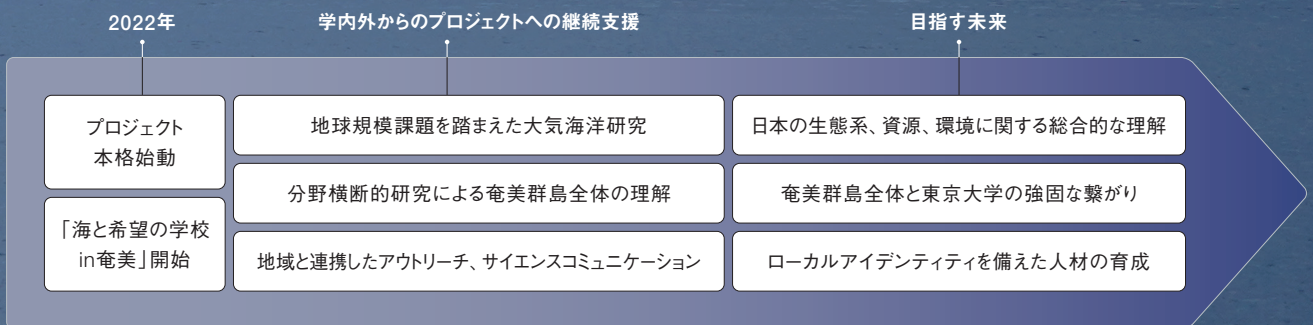 2022年
学内外からのプロジェクトへの継続支援
目指す未来
プロジェクト
本格始動
「海と希望の学校
in奄美」開始
地球規模課題を踏まえた大気海洋研究
分野横断的研究による奄美群島全体の理解
地域と連携したアウトリーチ、サイエンスコミュニケーション
日本の生態系、資源、環境に関する総合的な理解
奄美群島全体と東京大学の強固な繋がり
ローカルアイデンティティを備えた人材の育成